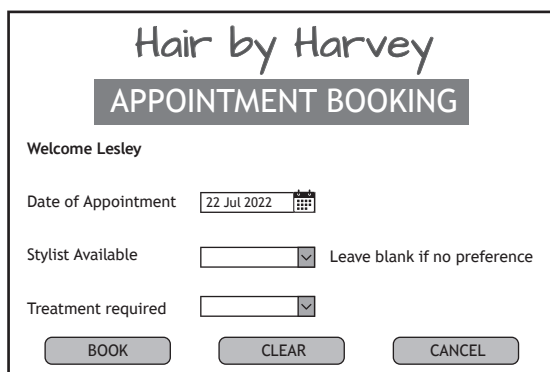 Hair by Harvey
APPOINTMENT BOOKING
Welcome Lesley
Date of Appointment 22 Jul 2022
Stylist Available Leave blank if no preference
Treatment required
BOOK CLEAR CANCEL